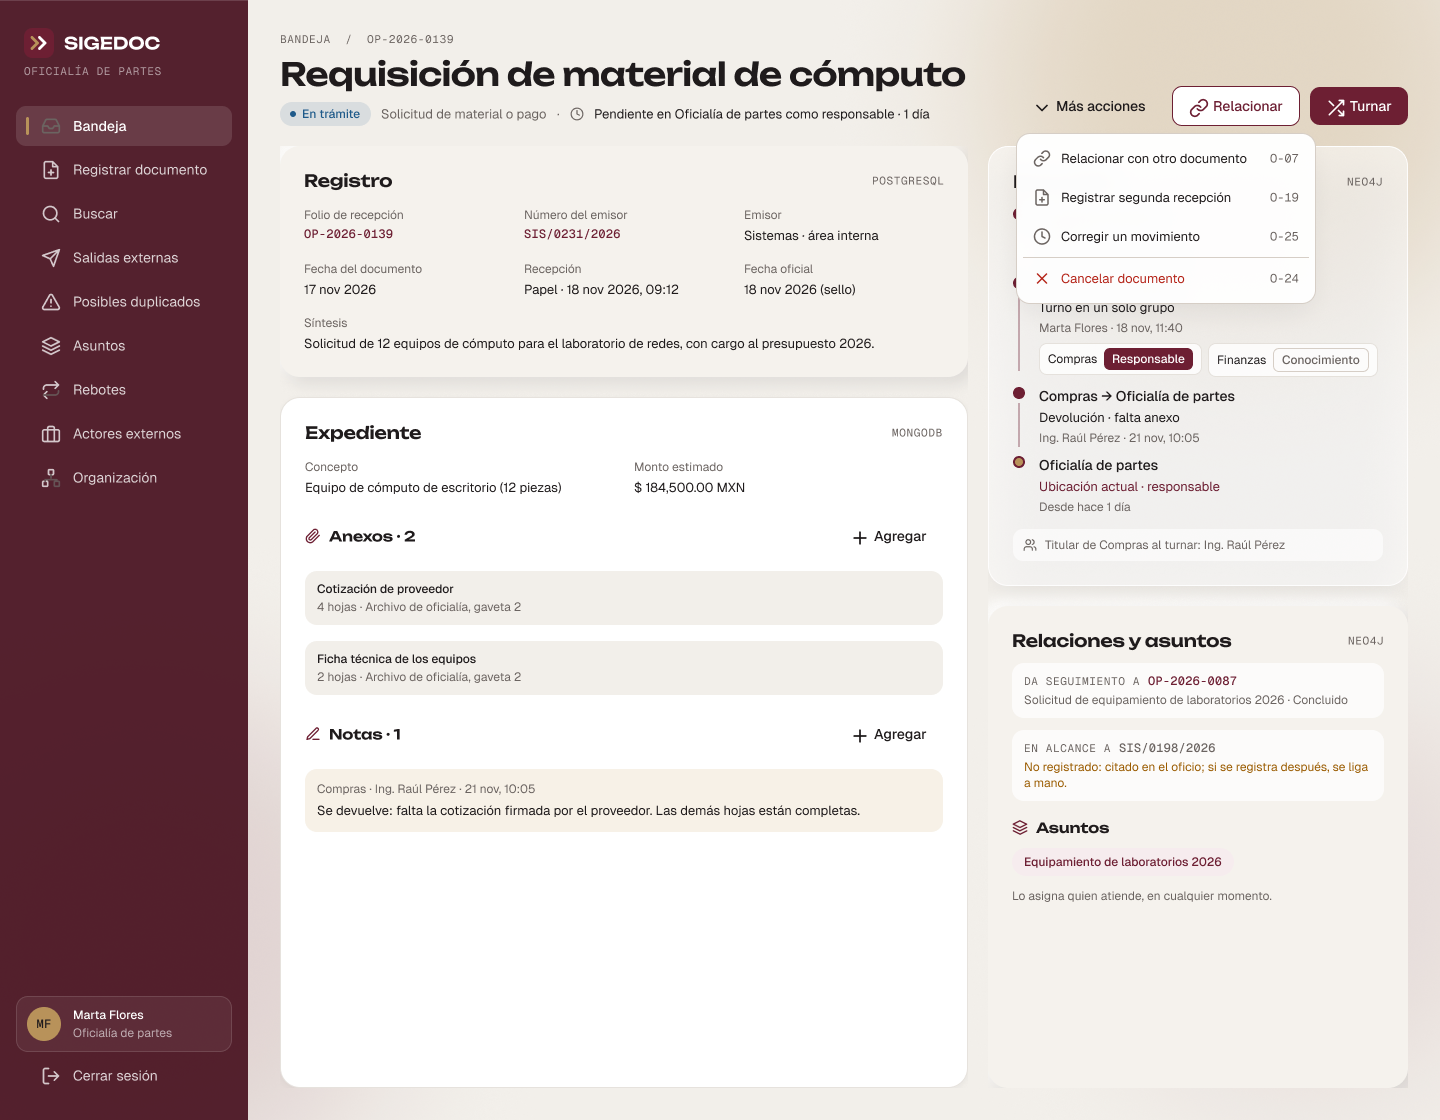 SIGEDOC
OFICIALÍA DE PARTES
Bandeja
Registrar documento
Buscar
Salidas externas
Posibles duplicados
Asuntos
Rebotes
Actores externos
Organización
MF
Marta Flores
Oficialía de partes
Cerrar sesión
BANDEJA / OP-2026-0139
Requisición de material de cómputo
En trámite Solicitud de material o pago · Pendiente en Oficialía de partes como responsable · 1 día
Más acciones
Relacionar
Turnar
Relacionar con otro documento O-07
Registrar segunda recepción O-19
Corregir un movimiento O-25
Cancelar documento O-24
Registro POSTGRESQL
Folio de recepción Número del emisor Emisor
OP-2026-0139 SIS/0231/2026 Sistemas · área interna
Fecha del documento Recepción Fecha oficial
17 nov 2026 Papel · 18 nov 2026, 09:12 18 nov 2026 (sello)
Síntesis
Solicitud de 12 equipos de cómputo para el laboratorio de redes, con cargo al presupuesto 2026.
Expediente MONGODB
Concepto Monto estimado
Equipo de cómputo de escritorio (12 piezas) $ 184,500.00 MXN
Anexos · 2 Agregar
Cotización de proveedor
4 hojas · Archivo de oficialía, gaveta 2
Ficha técnica de los equipos
2 hojas · Archivo de oficialía, gaveta 2
Notas · 1 Agregar
Compras · Ing. Raúl Pérez · 21 nov, 10:05
Se devuelve: falta la cotización firmada por el proveedor. Las demás hojas están completas.
NEO4J
Turno en un solo grupo
Marta Flores · 18 nov, 11:40
Compras Responsable Finanzas Conocimiento
Compras → Oficialía de partes
Devolución · falta anexo
Ing. Raúl Pérez · 21 nov, 10:05
Oficialía de partes
Ubicación actual · responsable
Desde hace 1 día
Titular de Compras al turnar: Ing. Raúl Pérez
Relaciones y asuntos NEO4J
DA SEGUIMIENTO A OP-2026-0087
Solicitud de equipamiento de laboratorios 2026 · Concluido
EN ALCANCE A SIS/0198/2026
No registrado: citado en el oficio; si se registra después, se liga
a mano.
Asuntos
Equipamiento de laboratorios 2026
Lo asigna quien atiende, en cualquier momento.